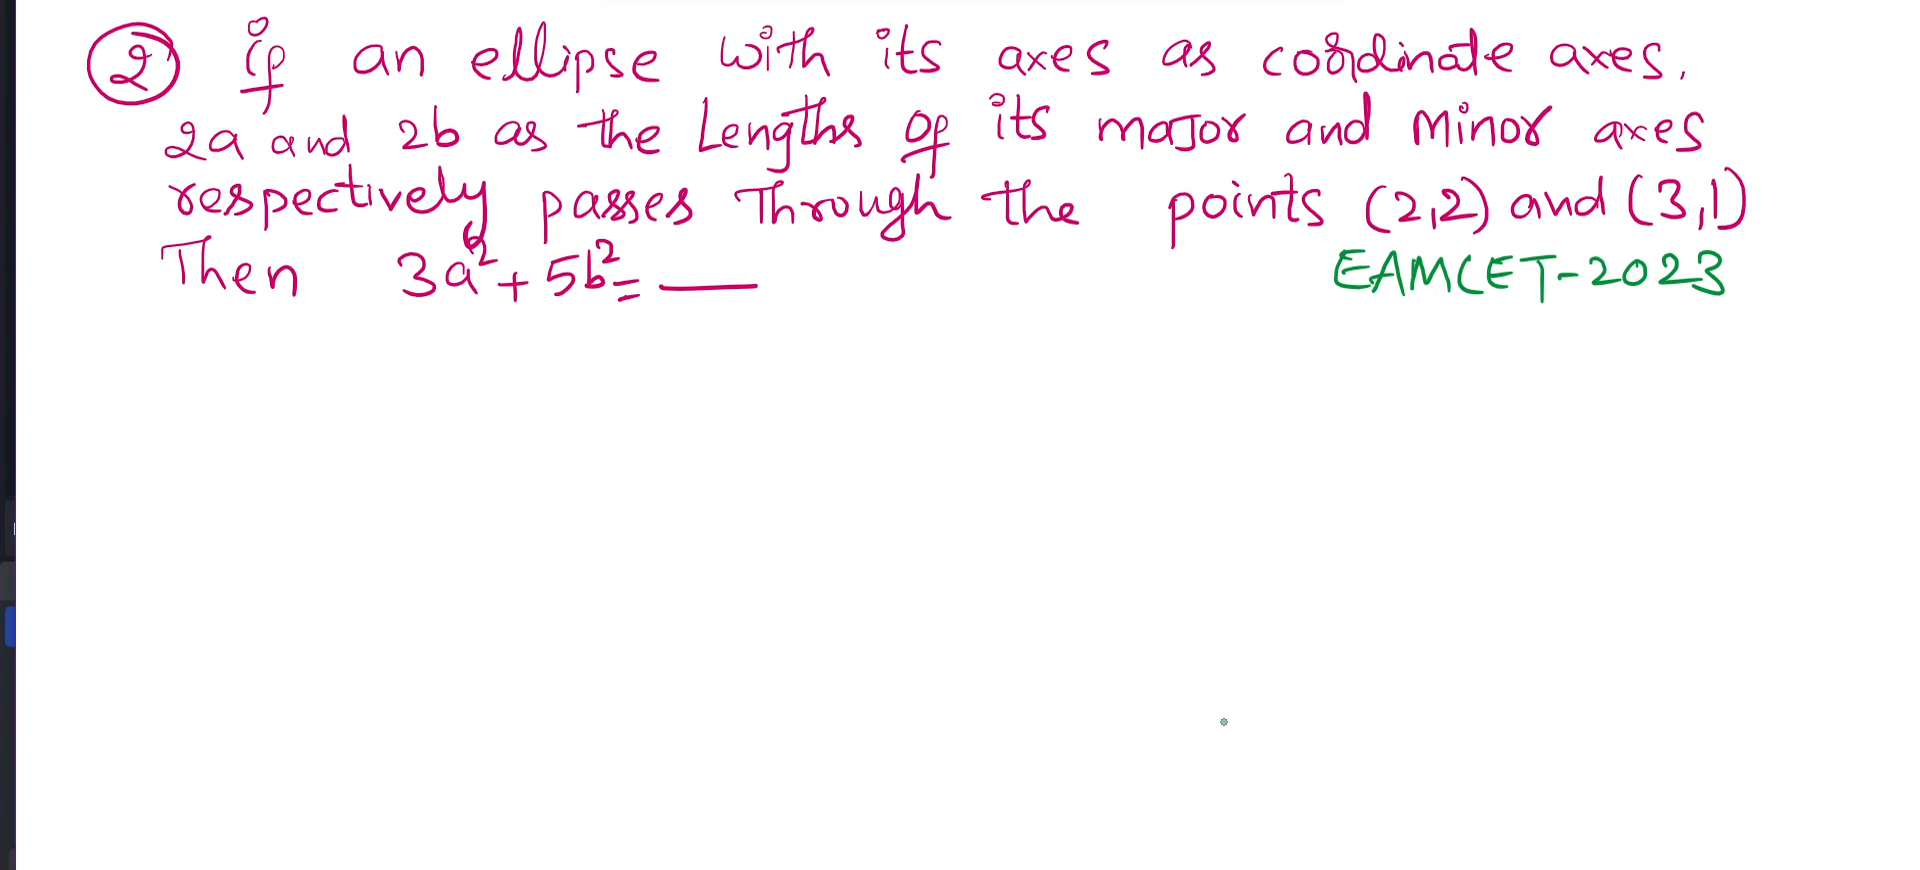 ② if an ellipse with its axes as coordinate axes,
2a and 2b as the Lengths of its major and Minor axes
respectively passes Through the points (2,2) and (3,1)
Then 3a²+5b²= ___
EAMCET-2023